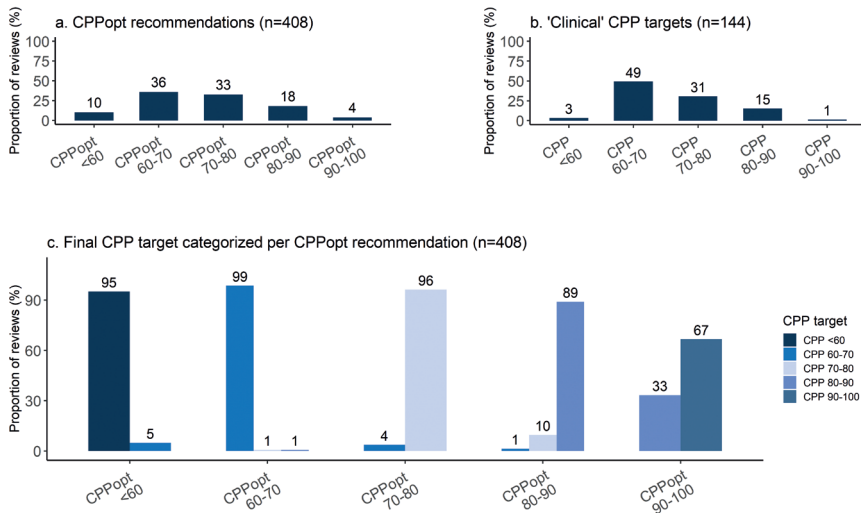 a. CPPopt recommendations (n=408)
Proportion of reviews (%)
100
75
50
25
0
10
36
33
18
4
CPPopt <60
CPPopt 60-70
CPPopt 70-80
CPPopt 80-90
CPPopt 90-100
b. 'Clinical' CPP targets (n=144)
Proportion of reviews (%)
100
75
50
25
0
3
49
31
15
1
CPP <60
CPP 60-70
CPP 70-80
CPP 80-90
CPP 90-100
c. Final CPP target categorized per CPPopt recommendation (n=408)
Proportion of reviews (%)
90
60
30
0
95
5
99
1
1
4
96
1
10
89
33
67
CPPopt <60
CPPopt 60-70
CPPopt 70-80
CPPopt 80-90
CPPopt 90-100
CPP target
CPP <60
CPP 60-70
CPP 70-80
CPP 80-90
CPP 90-100